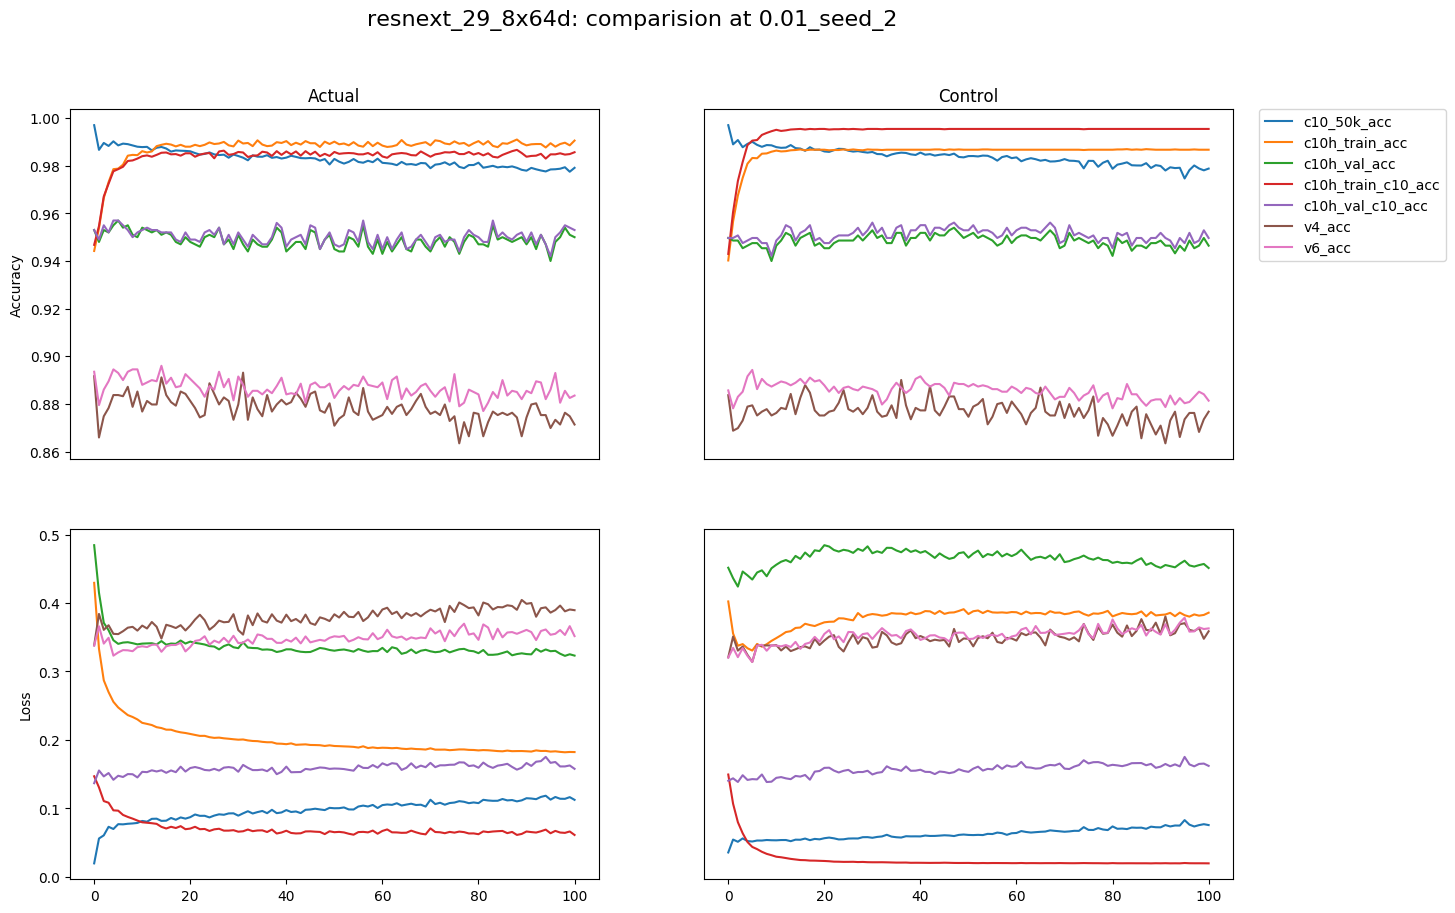 resnext_29_8x64d: comparision at 0.01_seed_2
Actual
Control
1.00
0.98
0.96
0.94
0.92
0.90
0.88
0.86
Accuracy
c10_50k_acc
c10h_train_acc
c10h_val_acc
c10h_train_c10_acc
c10h_val_c10_acc
v4_acc
v6_acc
0.5
0.4
0.3
0.2
0.1
0.0
Loss
0 20 40 60 80 100
0 20 40 60 80 100